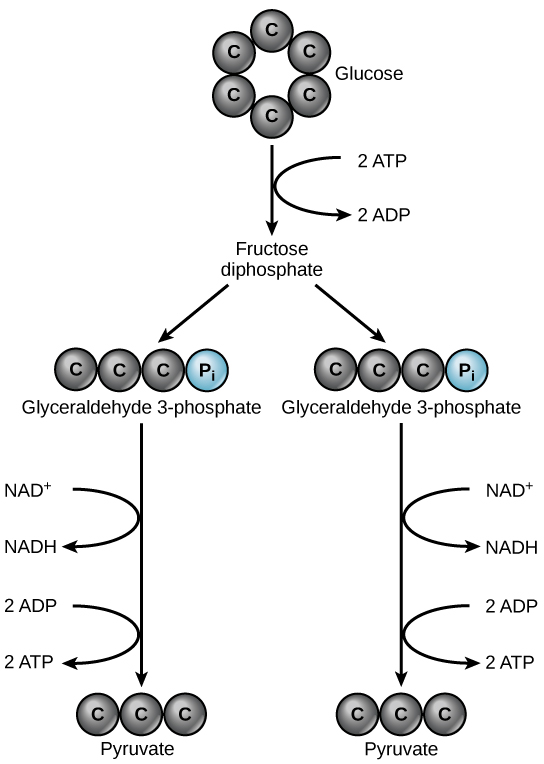 C
C C
Glucose
C C
C
2 ATP
2 ADP
Fructose
diphosphate
C C C Pi
C C C Pi
Glyceraldehyde 3-phosphate
Glyceraldehyde 3-phosphate
NAD+
NAD+
NADH
NADH
2 ADP
2 ADP
2 ATP
2 ATP
C C C
C C C
Pyruvate
Pyruvate